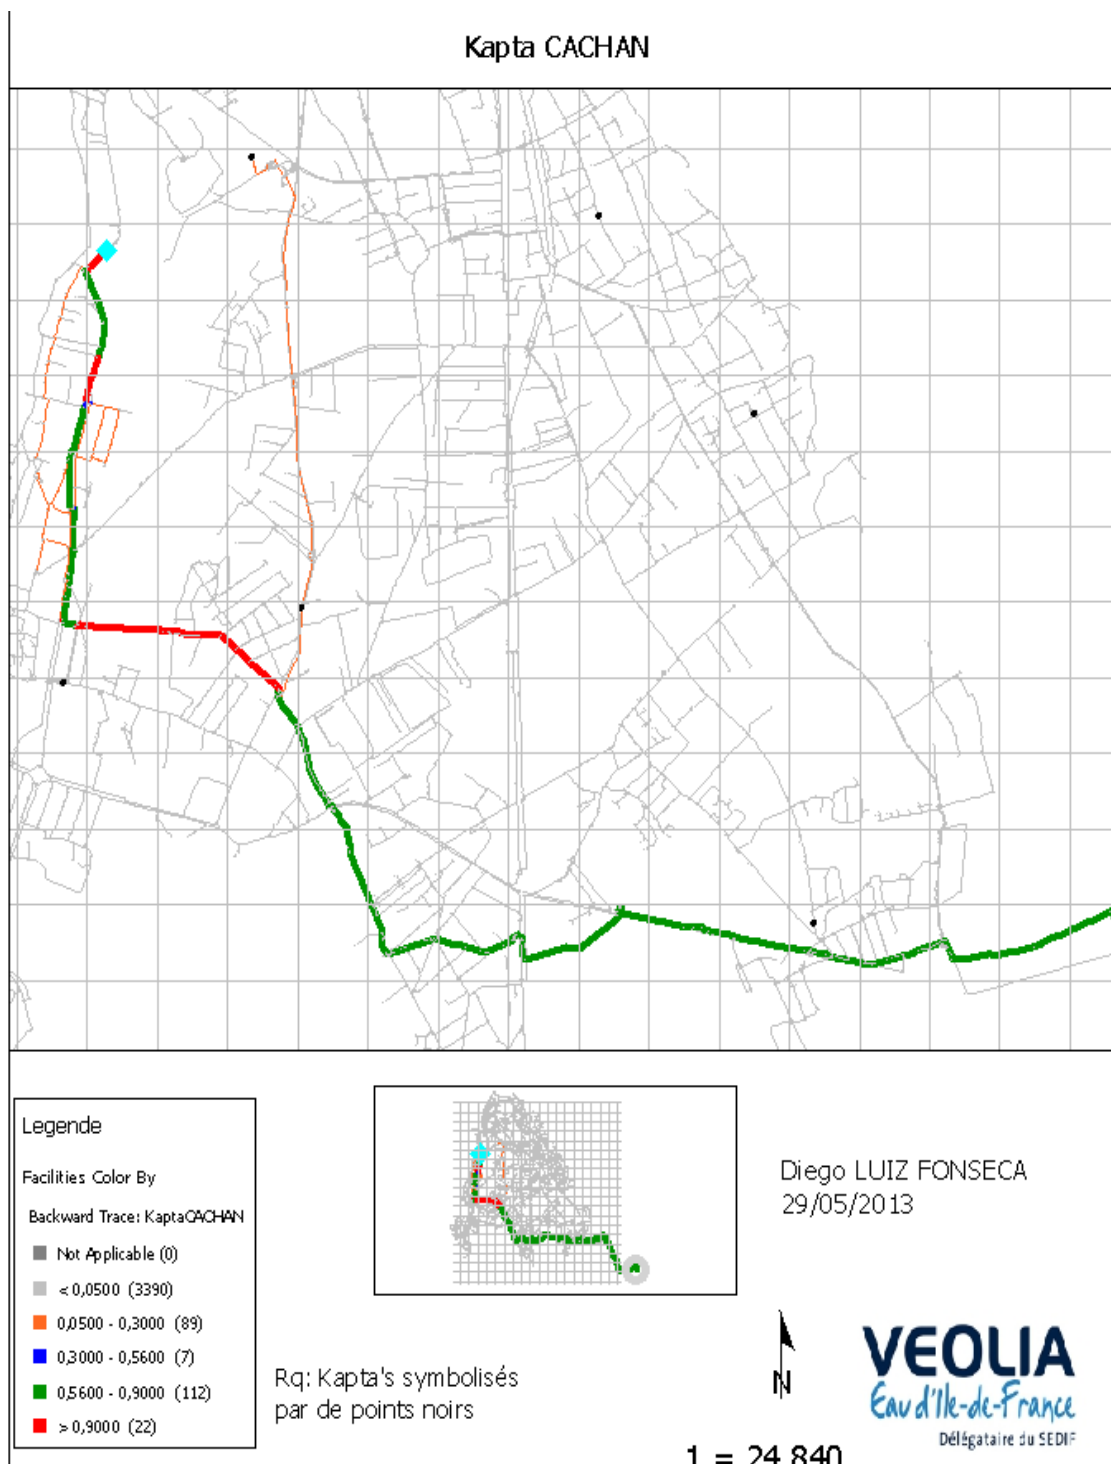 Kapta CACHAN
Legende
Facilities Color By
Backward Trace: KaptaCACHAN
Not Applicable (0)
< 0,0500 (3390)
0,0500 - 0,3000 (89)
0,3000 - 0,5600 (7)
0,5600 - 0,9000 (112)
> 0,9000 (22)
Rq: Kapta's symbolisés
par de points noirs
Diego LUIZ FONSECA
29/05/2013
N
VEOLIA
Eau d'Ile-de-France
Délégataire du SEDIF
1 = 24 840